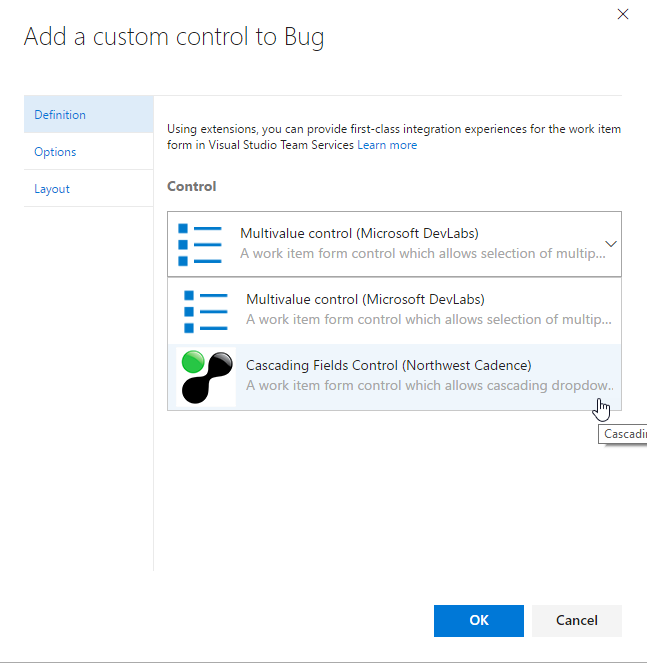 Add a custom control to Bug
Definition
Options
Layout
Using extensions, you can provide first-class integration experiences for the work item
form in Visual Studio Team Services Learn more
Control
Multivalue control (Microsoft DevLabs)
A work item form control which allows selection of multip...
Multivalue control (Microsoft DevLabs)
A work item form control which allows selection of multip...
Cascading Fields Control (Northwest Cadence)
A work item form control which allows cascading dropdow..
Cascadin
OK
Cancel